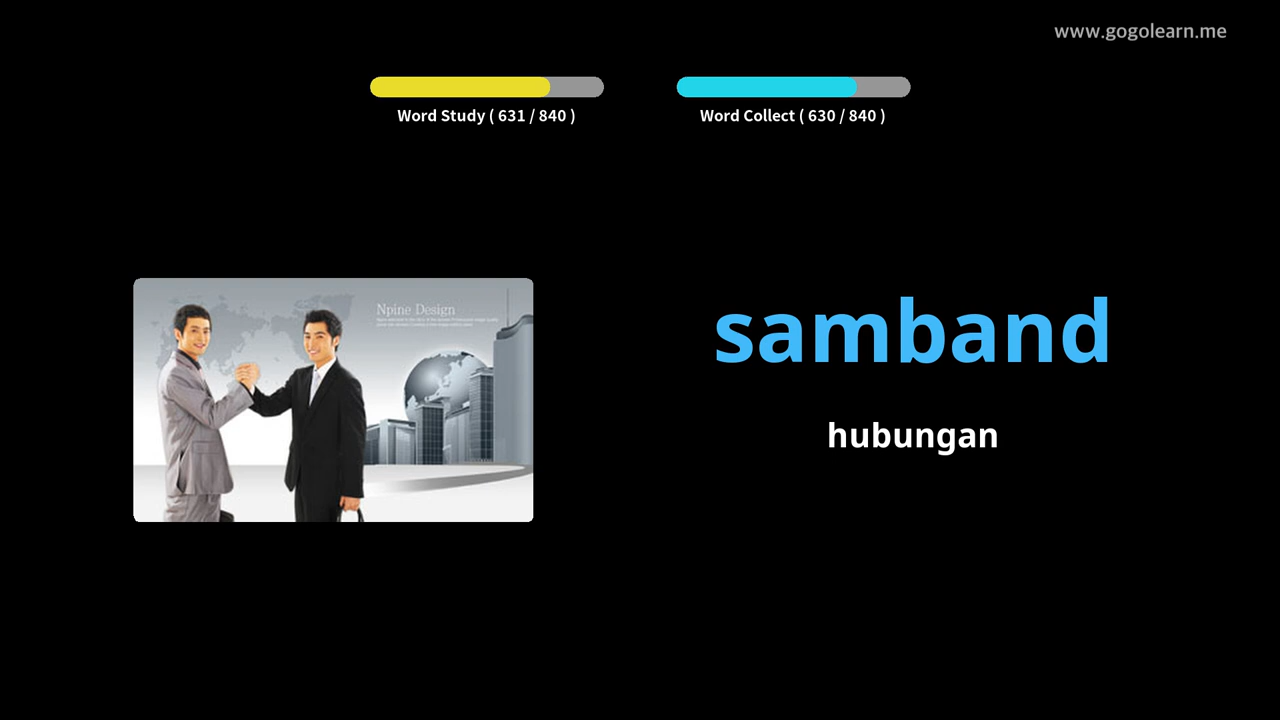 www.gogolearn.me
Word Study ( 631 / 840 )
Word Collect ( 630 / 840 )
Npine Design
samband
hubungan